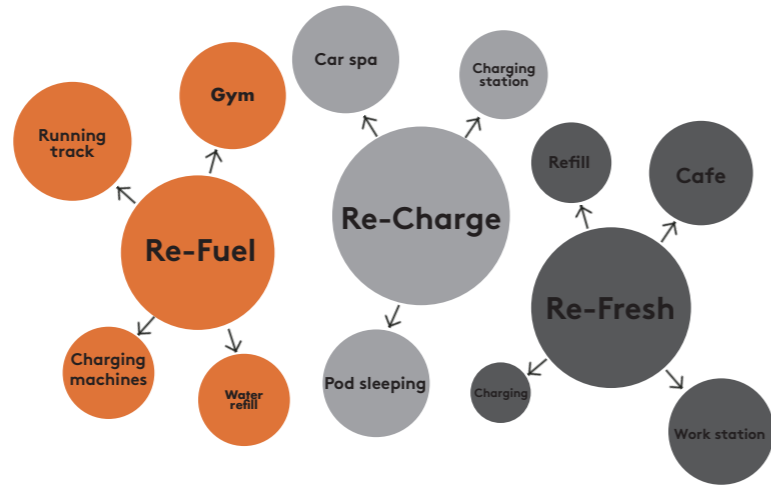 Gym
Running
track
Re-Fuel
Charging
machines
Water
refill
Car spa
Charging
station
Re-Charge
Pod sleeping
Refill
Cafe
Re-Fresh
Charging
Work station